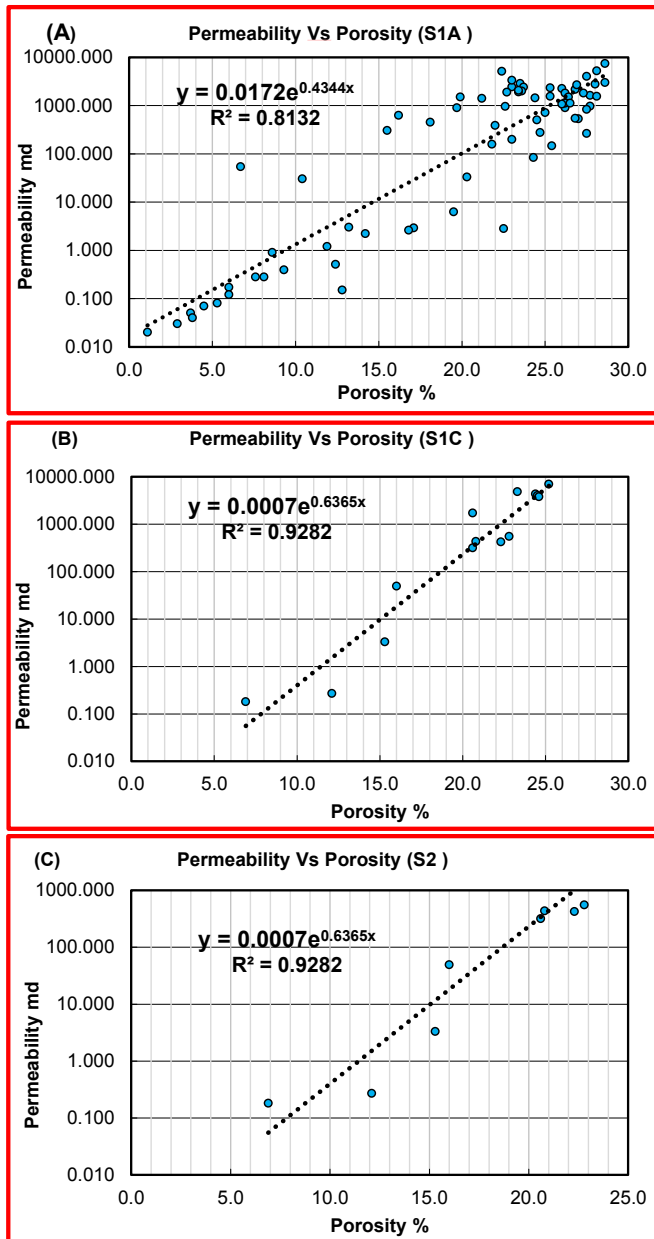 (A)
Permeability Vs Porosity (S1A)
y = 0.0172e^0.4344x
R² = 0.8132
Permeability md
10000.000
1000.000
100.000
10.000
1.000
0.100
0.010
0.0 5.0 10.0 15.0 20.0 25.0 30.0
Porosity %
(B)
Permeability Vs Porosity (S1C )
y = 0.0007e^0.6365x
R² = 0.9282
Permeability md
10000.000
1000.000
100.000
10.000
1.000
0.100
0.010
0.0 5.0 10.0 15.0 20.0 25.0 30.0
Porosity %
(C)
Permeability Vs Porosity (S2 )
y = 0.0007e^0.6365x
R² = 0.9282
Permeability md
1000.000
100.000
10.000
1.000
0.100
0.010
0.0 5.0 10.0 15.0 20.0 25.0
Porosity %